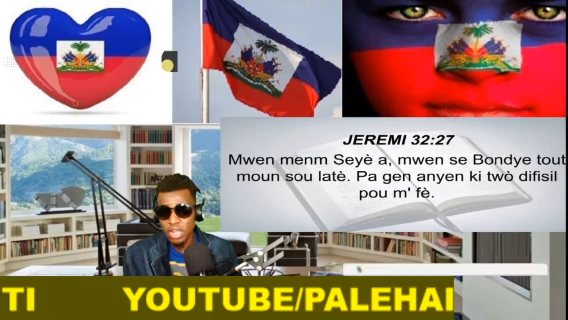 JEREMI 32:27
Mwen menm Seyè a, mwen se Bondye tout
moun sou latè. Pa gen anyen ki twò difisil
pou m' fè.
TI YOUTUBE/PALEHAI